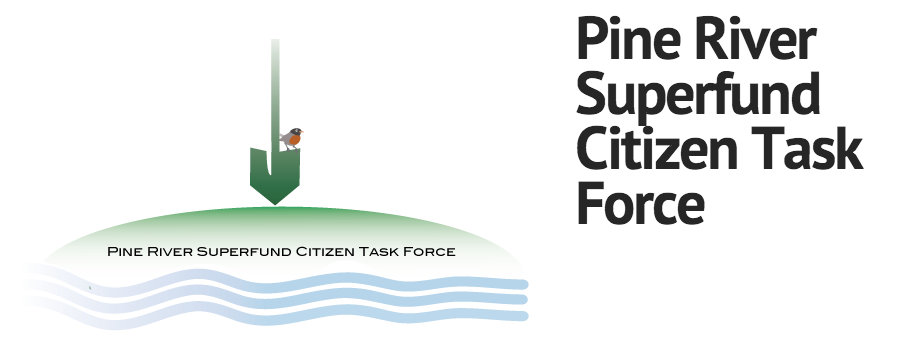 Pine River Superfund Citizen Task Force
Pine River
Superfund
Citizen Task
Force